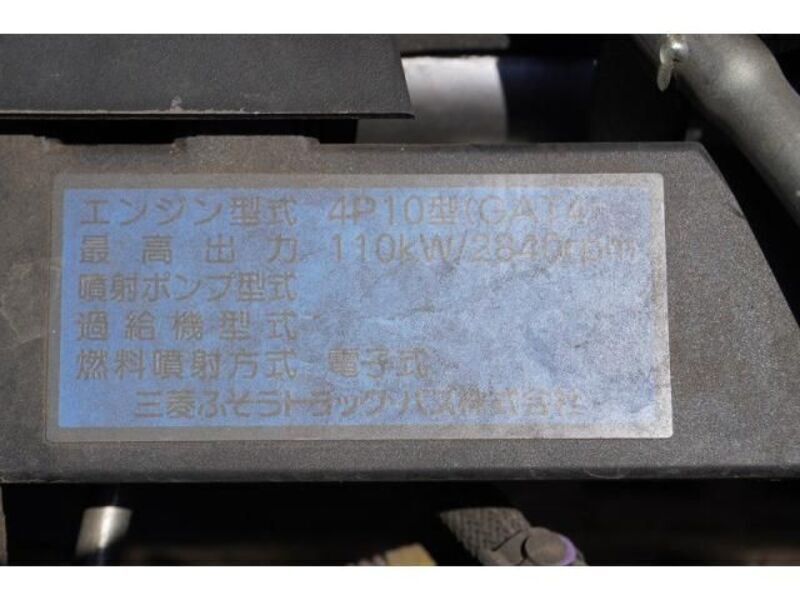 エンジン型式 4P10型(GAT4)
最高出力 110kW/2840rpm
噴射ポンプ型式
過給機型式
燃料噴射方式 電子式
三菱ふそうトラック・バス株式会社